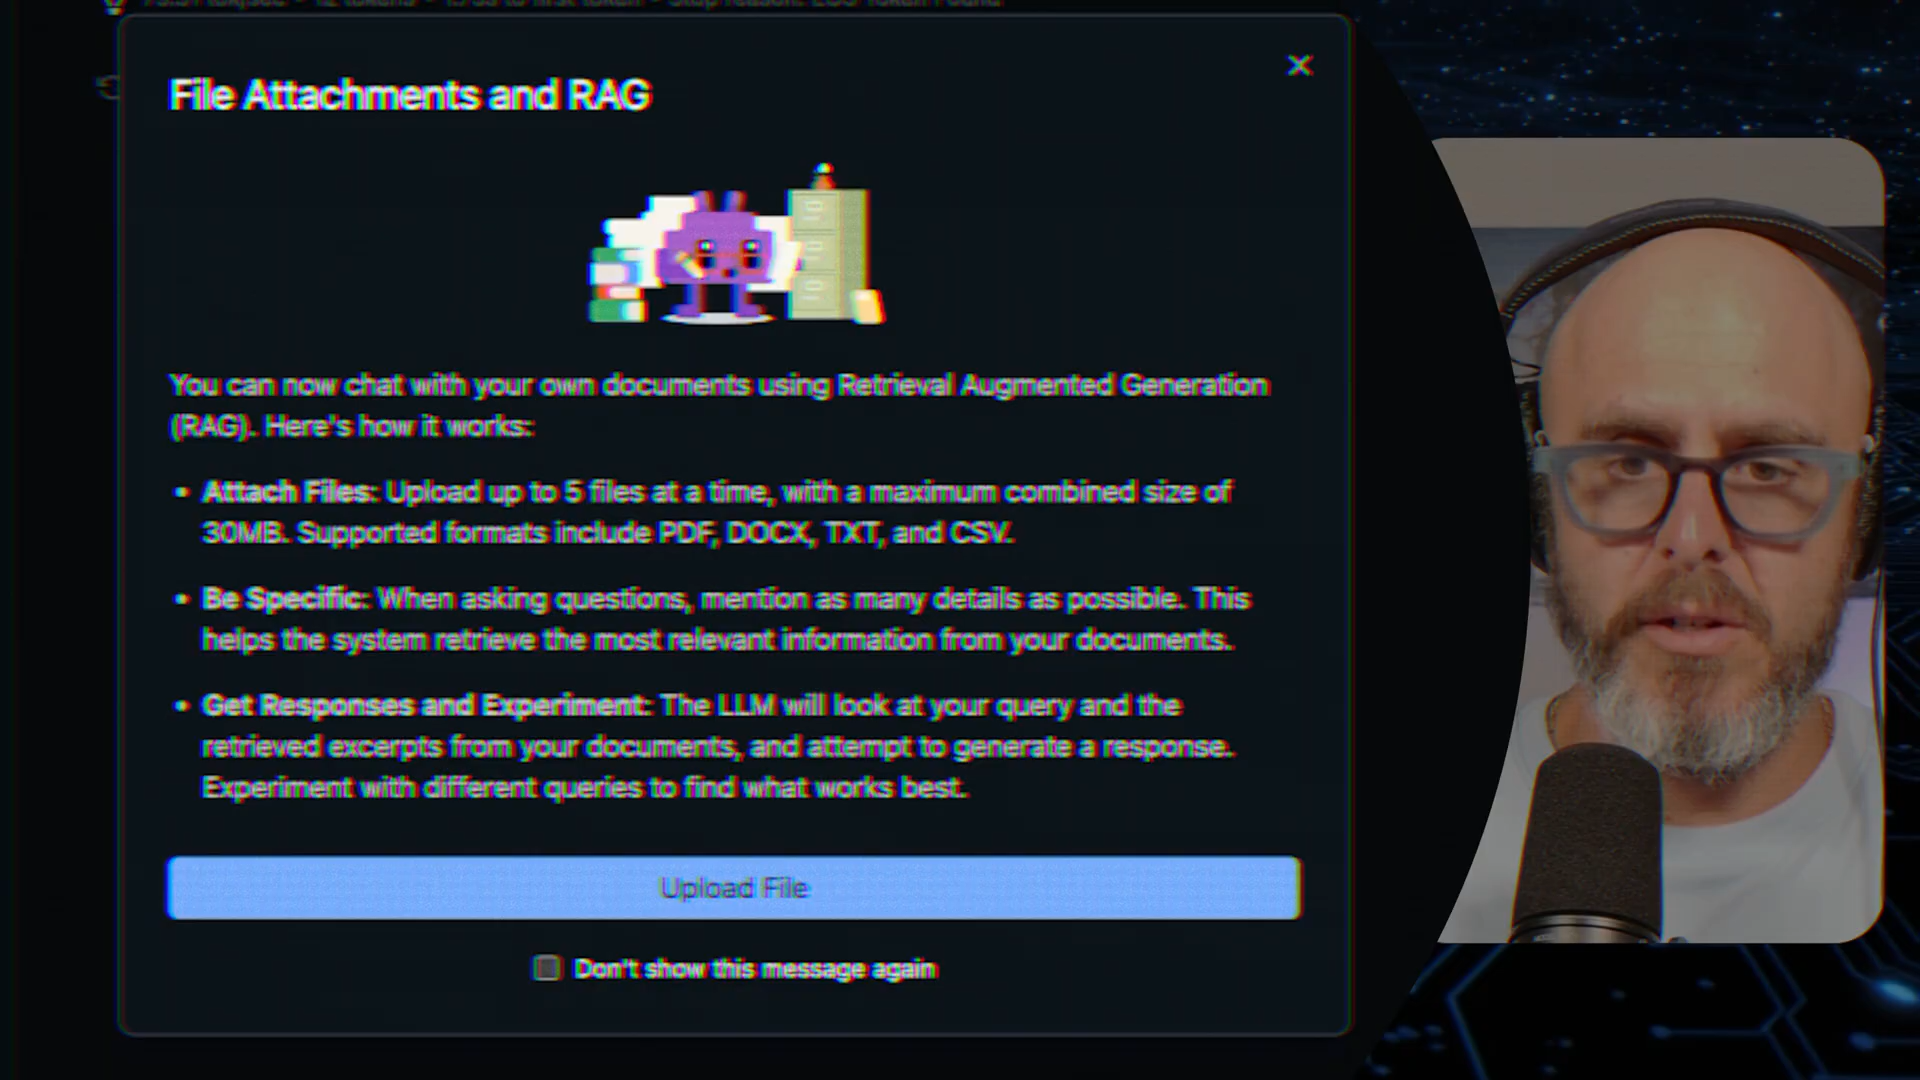 File Attachments and RAG
You can now chat with your own documents using Retrieval Augmented Generation
(RAG). Here's how it works:
• Attach Files: Upload up to 5 files at a time, with a maximum combined size of
30MB. Supported formats include PDF, DOCX, TXT, and CSV.
• Be Specific: When asking questions, mention as many details as possible. This
helps the system retrieve the most relevant information from your documents.
• Get Responses and Experiment: The LLM will look at your query and the
retrieved excerpts from your documents, and attempt to generate a response.
Experiment with different queries to find what works best.
Upload File
Don't show this message again